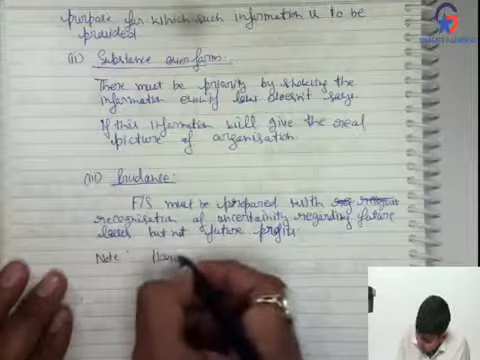 purpose for which such information is to be
provided
(ii) Substance over form:
There must be priority by showing the
information even if law doesn't says.
If this information will give the real
picture of organisation.
(iii) Prudence:
F/S must be prepared with
recognisation of uncertainity regarding future
loses but not future profits.
Note: